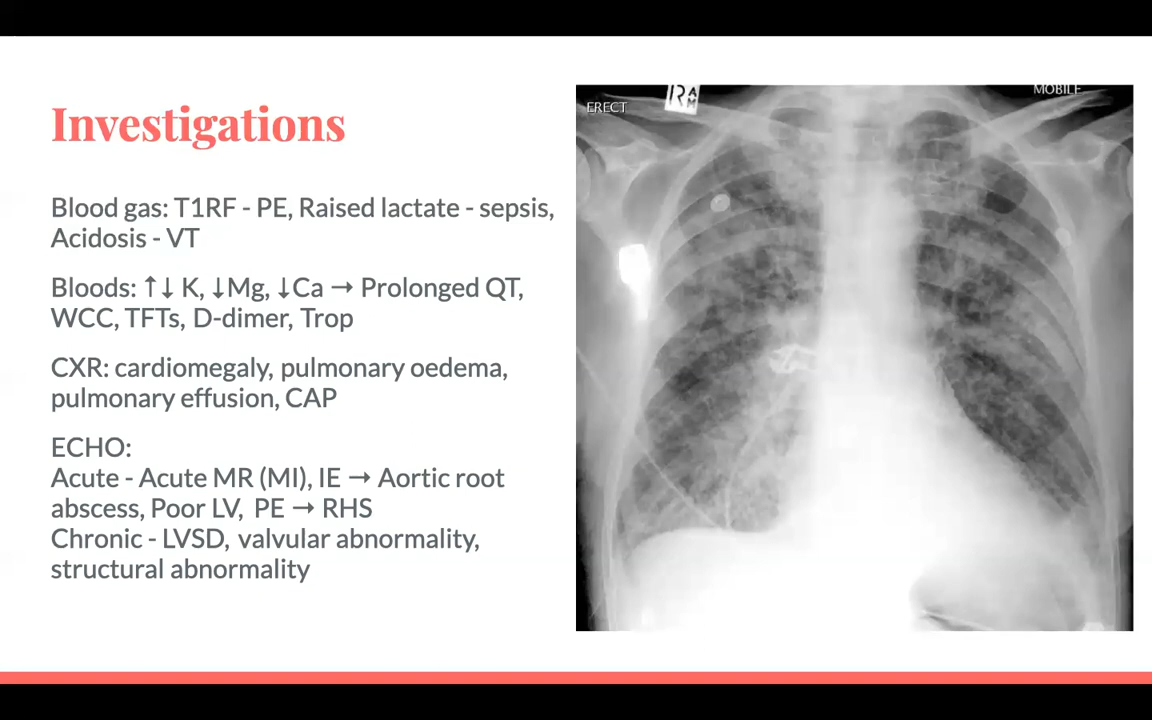 Investigations
Blood gas: T1RF - PE, Raised lactate - sepsis,
Acidosis - VT
Bloods: ↑↓ K, ↓Mg, ↓Ca → Prolonged QT,
WCC, TFTs, D-dimer, Trop
CXR: cardiomegaly, pulmonary oedema,
pulmonary effusion, CAP
ECHO:
Acute - Acute MR (MI), IE → Aortic root
abscess, Poor LV, PE → RHS
Chronic - LVSD, valvular abnormality,
structural abnormality
ERECT
MOBILE